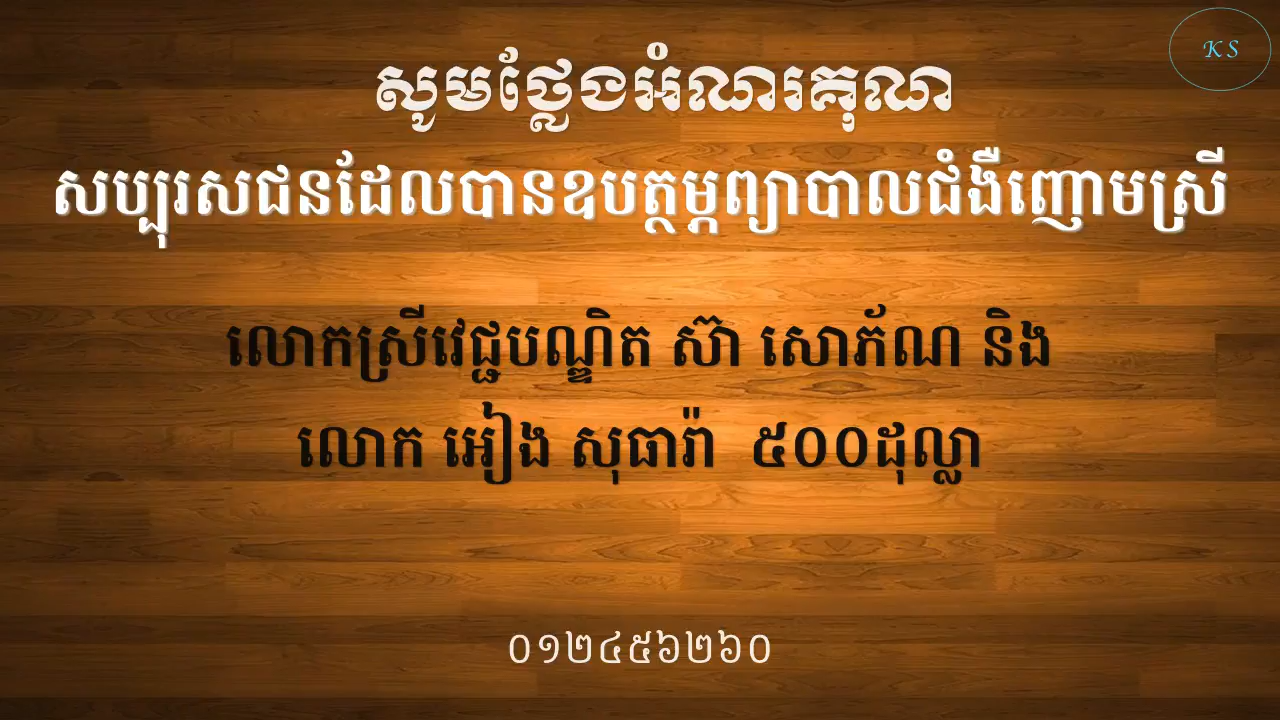 KS
សូមថ្លែងអំណរគុណ
សប្បុរសជនដែលបានឧបត្ថម្ភព្យាបាលជំងឺញោមស្រី
លោកស្រីវេជ្ជបណ្ឌិត ស៊ា សោភ័ណ និង
លោក អៀង សុធារ៉ា ៥០០ដុល្លា
០១២៤៥៦២៦០